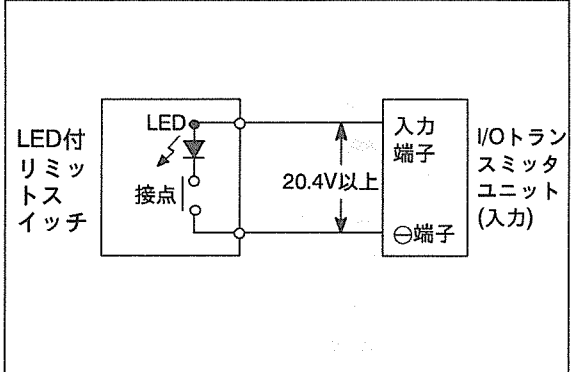 LED付
リミッ
トス
イッチ
LED
接点
20.4V以上
入力
端子
⊖端子
I/Oトラン
スミッタ
ユニット
(入力)